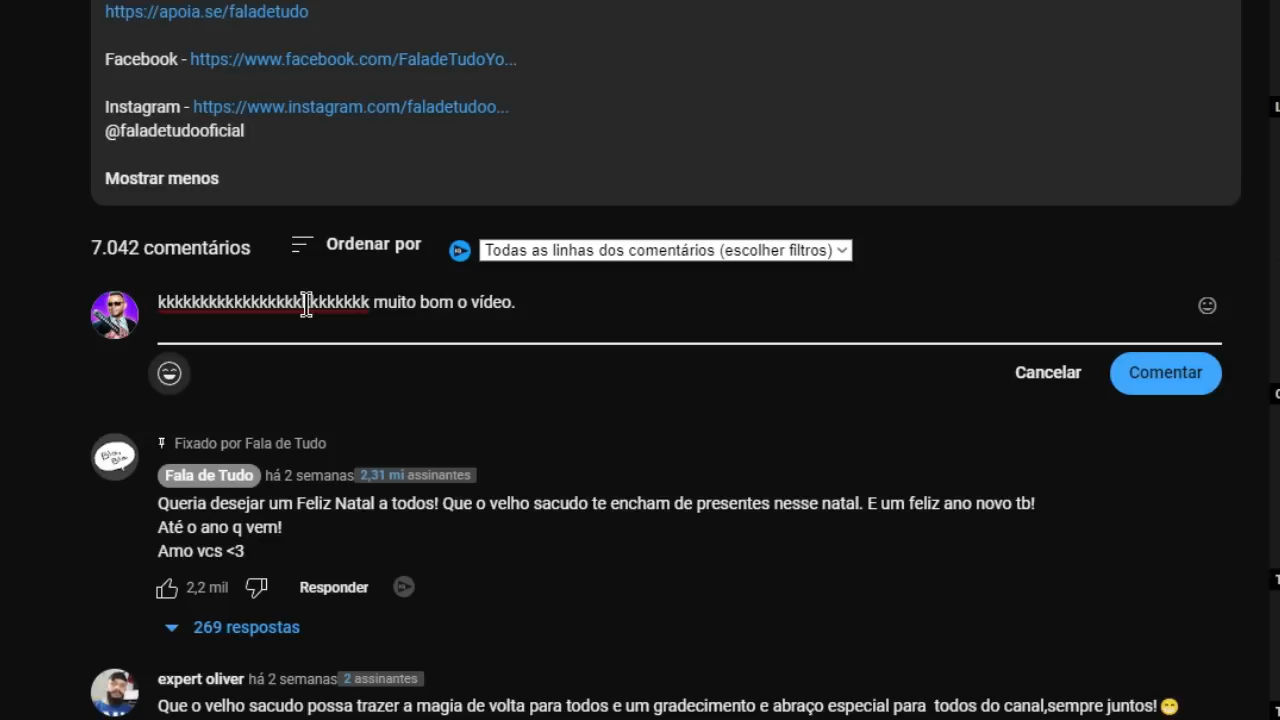 https://apoia.se/faladetudo
Facebook - https://www.facebook.com/FaladeTudoYo...
Instagram - https://www.instagram.com/faladetudoo...
@faladetudooficial
Mostrar menos
7.042 comentários
Ordenar por
Todas as linhas dos comentários (escolher filtros)
kkkkkkkkkkkkkkkkkkkkkkkkk muito bom o vídeo.
Cancelar
Comentar
Fixado por Fala de Tudo
Fala de Tudo há 2 semanas 2,31 mi assinantes
Queria desejar um Feliz Natal a todos! Que o velho sacudo te encham de presentes nesse natal. E um feliz ano novo tb!
Até o ano q vem!
Amo vcs <3
2,2 mil
Responder
269 respostas
expert oliver há 2 semanas 2 assinantes
Que o velho sacudo possa trazer a magia de volta para todos e um gradecimento e abraço especial para todos do canal,sempre juntos! 😁